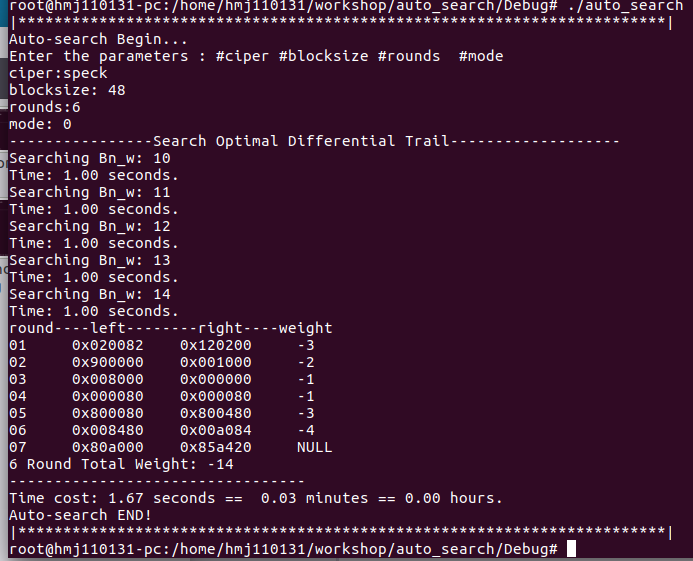 root@hmj110131-pc:/home/hmj110131/workshop/auto_search/Debug# ./auto_search
|*****************************************************************************|
Auto-search Begin...
Enter the parameters : #ciper #blocksize #rounds  #mode
ciper:speck
blocksize: 48
rounds:6
mode: 0
----------------Search Optimal Differential Trail-------------------
Searching Bn_w: 10
Time: 1.00 seconds.
Searching Bn_w: 11
Time: 1.00 seconds.
Searching Bn_w: 12
Time: 1.00 seconds.
Searching Bn_w: 13
Time: 1.00 seconds.
Searching Bn_w: 14
Time: 1.00 seconds.
round----left--------right----weight
01     0x020082    0x120200     -3
02     0x900000    0x001000     -2
03     0x008000    0x000000     -1
04     0x000080    0x000080     -1
05     0x800080    0x800480     -3
06     0x008480    0x00a084     -4
07     0x80a000    0x85a420     NULL
6 Round Total Weight: -14
---------------------------------
Time cost: 1.67 seconds ==  0.03 minutes == 0.00 hours.
Auto-search END!
|*****************************************************************************|
root@hmj110131-pc:/home/hmj110131/workshop/auto_search/Debug#